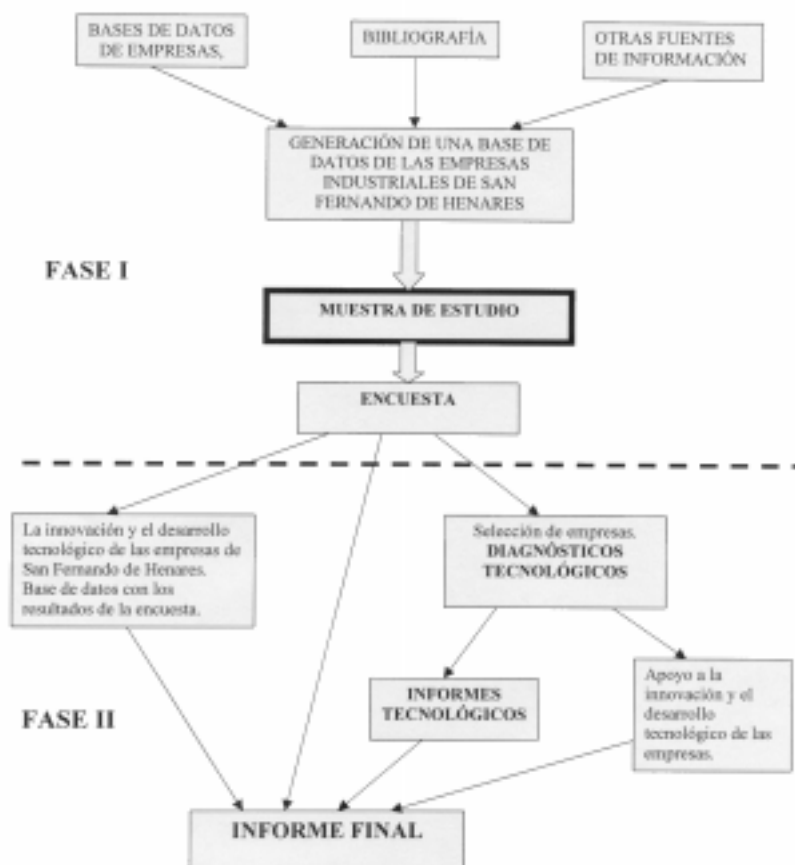 BASES DE DATOS
DE EMPRESAS,
BIBLIOGRAFÍA
OTRAS FUENTES
DE INFORMACIÓN
GENERACIÓN DE UNA BASE DE
DATOS DE LAS EMPRESAS
INDUSTRIALES DE SAN
FERNANDO DE HENARES
FASE I
MUESTRA DE ESTUDIO
ENCUESTA
La innovación y el desarrollo
tecnológico de las empresas de
San Fernando de Henares.
Base de datos con los
resultados de la encuesta.
Selección de empresas.
DIAGNÓSTICOS
TECNOLÓGICOS
FASE II
INFORMES
TECNOLÓGICOS
Apoyo a la
innovación y el
desarrollo
tecnológico de las
empresas.
INFORME FINAL